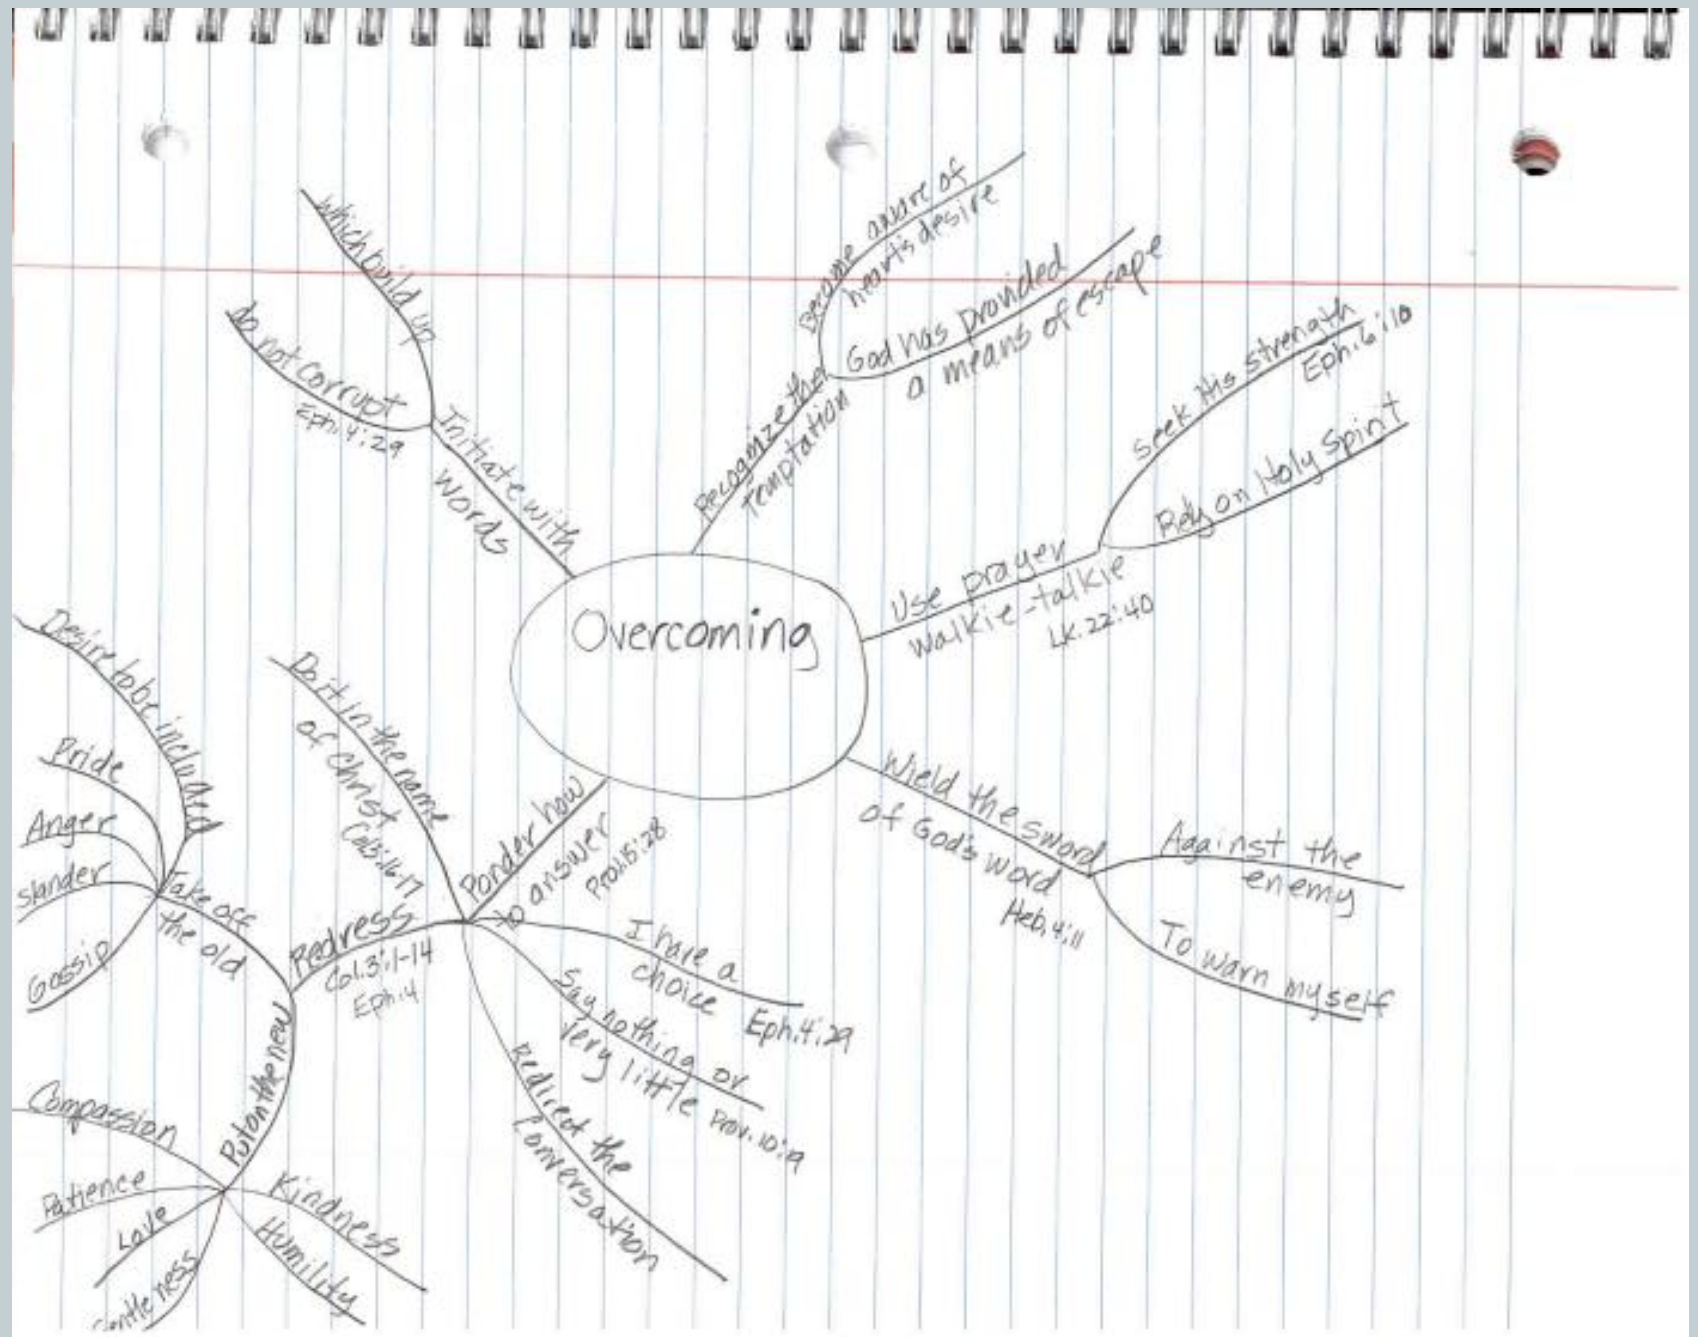 Overcoming
Recognize the
temptation
Become aware of
heart's desire
God has provided
a means of escape
Use prayer
walkie-talkie
Lk. 22:40
Seek His strength
Eph. 6:10
Rely on Holy Spirit
Wield the sword
of God's word
Heb. 4:11
Against the
enemy
To warn myself
Ponder how
to answer
Prov. 15:28
I have a
choice Eph. 4:29
Say nothing or
very little Prov. 10:19
Redirect the
conversation
Do it in the name
of Christ
Col 3:16-17
Redress
Col. 3:1-14
Eph. 4
Take off
the old
Desire to be included
Pride
Anger
Slander
Gossip
Put on the new
Compassion
Patience
Love
Gentleness
Humility
Kindness
Initiate with
words
which build up
do not corrupt
Eph. 4:29